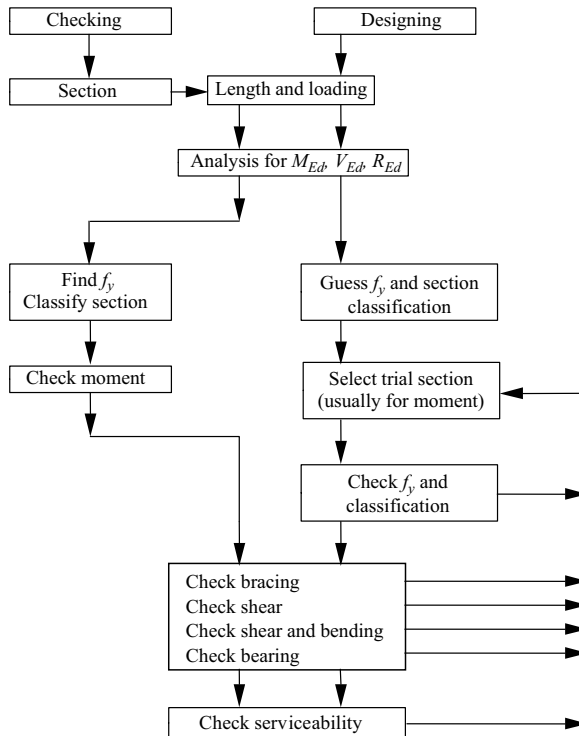 Checking
Designing
Section
Length and loading
Analysis for M_Ed, V_Ed, R_Ed
Find f_y
Classify section
Guess f_y and section
classification
Check moment
Select trial section
(usually for moment)
Check f_y and
classification
Check bracing
Check shear
Check shear and bending
Check bearing
Check serviceability